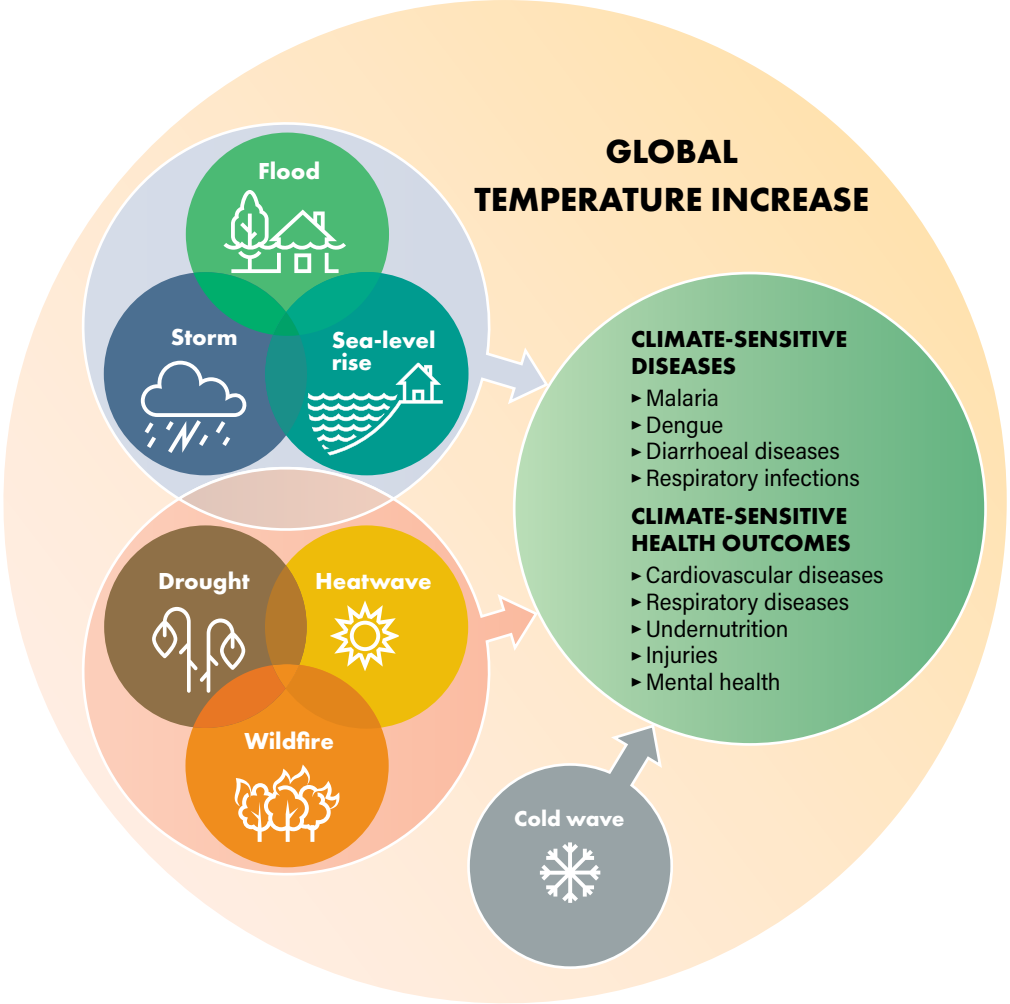 GLOBAL
TEMPERATURE INCREASE
Flood
Storm
Sea-level
rise
Drought
Heatwave
Wildfire
Cold wave
CLIMATE-SENSITIVE
DISEASES
▸ Malaria
▸ Dengue
▸ Diarrhoeal diseases
▸ Respiratory infections
CLIMATE-SENSITIVE
HEALTH OUTCOMES
▸ Cardiovascular diseases
▸ Respiratory diseases
▸ Undernutrition
▸ Injuries
▸ Mental health